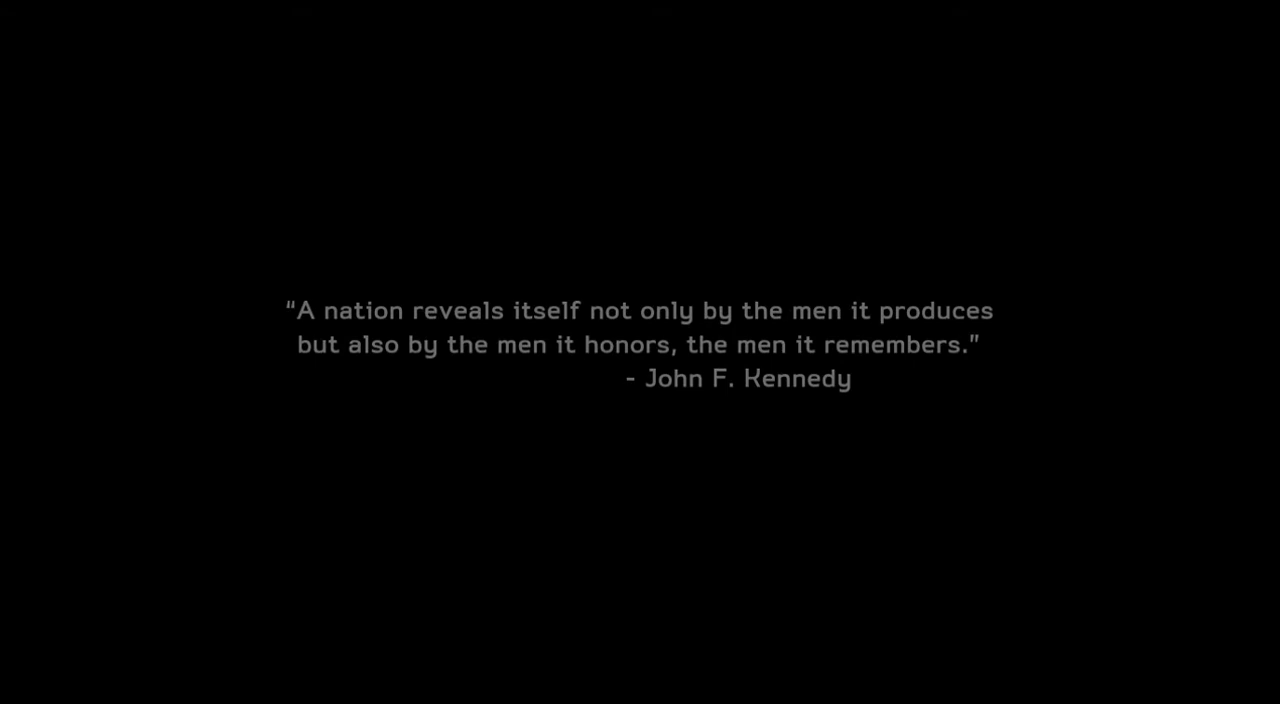 “A nation reveals itself not only by the men it produces
but also by the men it honors, the men it remembers.”
- John F. Kennedy